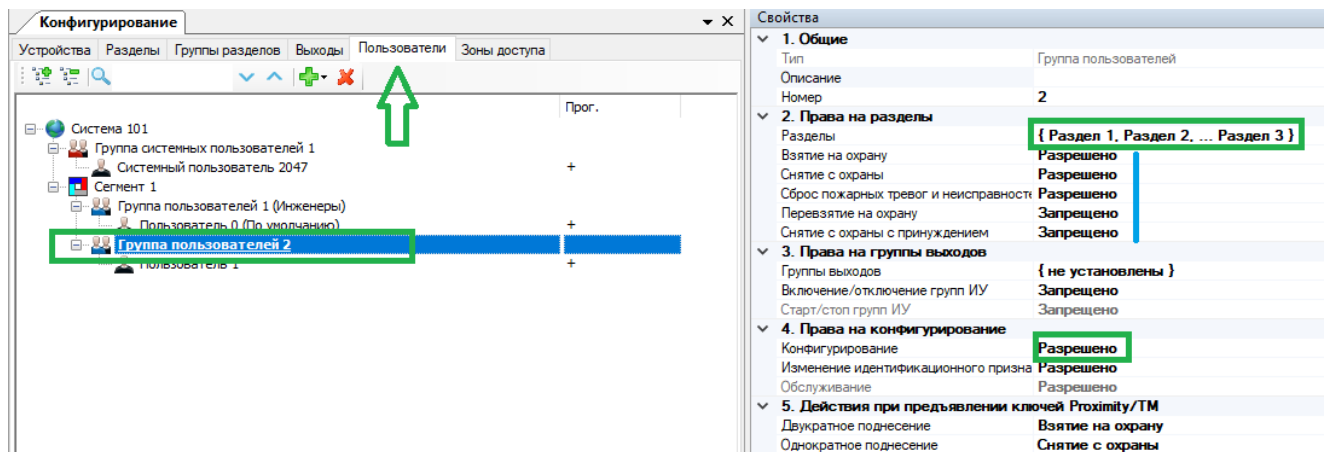 Конфигурирование
Устройства Разделы Группы разделов Выходы Пользователи Зоны доступа
Прог.
Система 101
Группа системных пользователей 1
Системный пользователь 2047 +
Сегмент 1
Группа пользователей 1 (Инженеры)
Пользователь 0 (По умолчанию) +
Группа пользователей 2
Пользователь 1 +
Свойства
1. Общие
Тип Группа пользователей
Описание
Номер 2
2. Права на разделы
Разделы { Раздел 1, Раздел 2, ... Раздел 3 }
Взятие на охрану Разрешено
Снятие с охраны Разрешено
Сброс пожарных тревог и неисправносте Разрешено
Перевзятие на охрану Запрещено
Снятие с охраны с принуждением Запрещено
3. Права на группы выходов
Группы выходов { не установлены }
Включение/отключение групп ИУ Запрещено
Старт/стоп групп ИУ Запрещено
4. Права на конфигурирование
Конфигурирование Разрешено
Изменение идентификационного призна Разрешено
Обслуживание Разрешено
5. Действия при предъявлении ключей Proximity/TM
Двукратное поднесение Взятие на охрану
Однократное поднесение Снятие с охраны